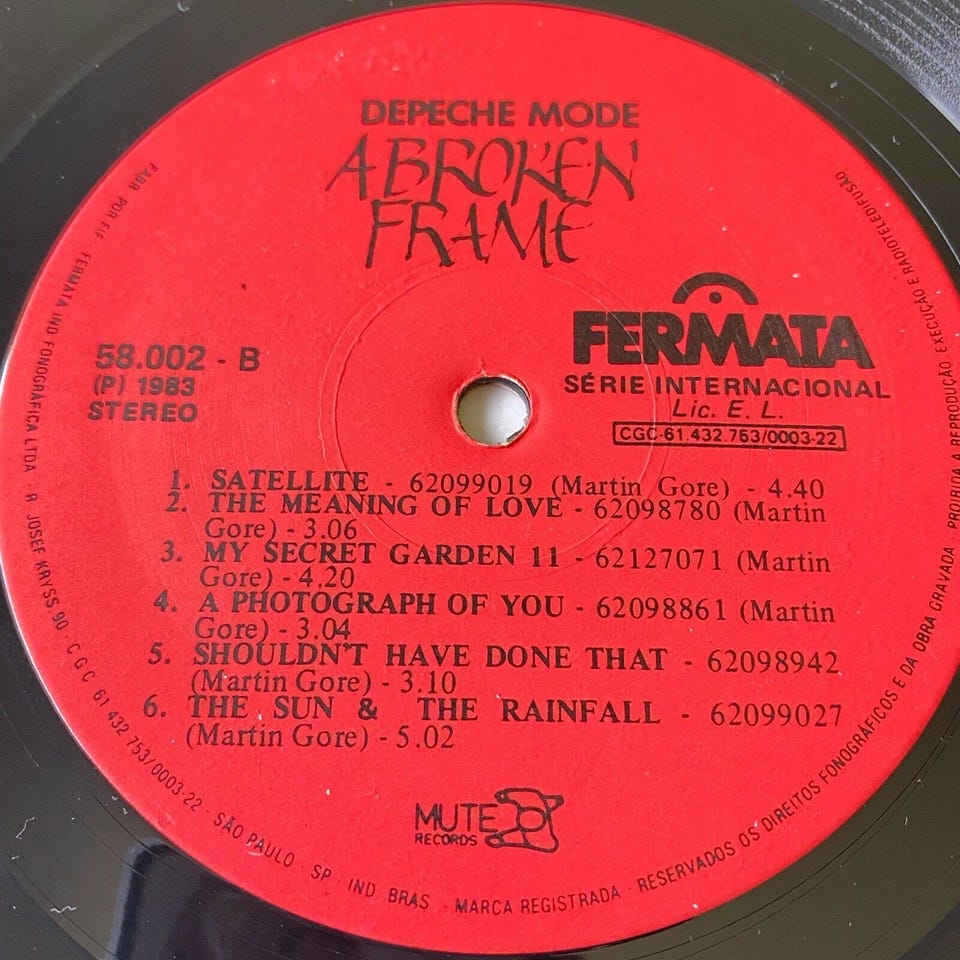 DEPECHE MODE
A BROKEN
FRAME
FERMATA
SÉRIE INTERNACIONAL
Lic. E. L.
CGC-61.432.763/0003-22
58.002 - B
(P) 1983
STEREO
1. SATELLITE - 62099019 (Martin Gore) - 4.40
2. THE MEANING OF LOVE - 62098780 (Martin
Gore) - 3.06
3. MY SECRET GARDEN 11 - 62127071 (Martin
Gore) - 4.20
4. A PHOTOGRAPH OF YOU - 62098861 (Martin
Gore) - 3.04
5. SHOULDN'T HAVE DONE THAT - 62098942
(Martin Gore) - 3.10
6. THE SUN & THE RAINFALL - 62099027
(Martin Gore) - 5.02
MUTE
RECORDS
FABR POR EIF · FERMATA IND FONOGRÁFICA LTDA · R JOSEF KRYSS-90 · CGC 61 432 753/0003-22 · SÃO PAULO · SP · IND BRAS · MARCA REGISTRADA · RESERVADOS OS DIREITOS FONOGRÁFICOS E DA OBRA GRAVADA · PROIBIDA A REPRODUÇÃO EXECUÇÃO E RADIOTELEDIFUSÃO